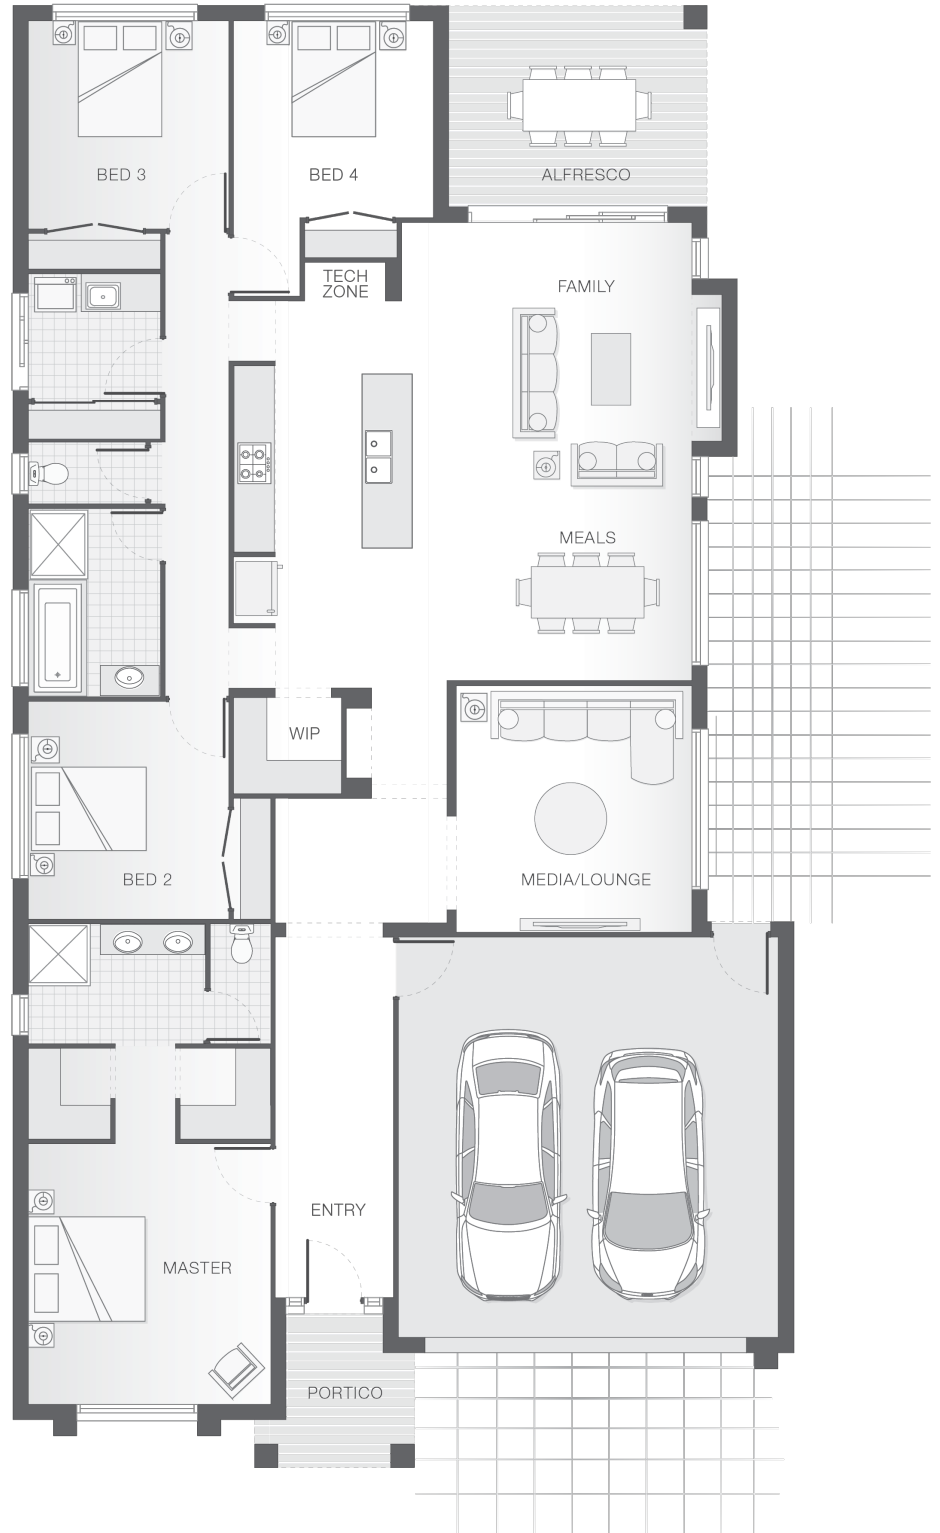 BED 3
BED 4
ALFRESCO
TECH
ZONE
FAMILY
MEALS
WIP
BED 2
MEDIA/LOUNGE
ENTRY
MASTER
PORTICO